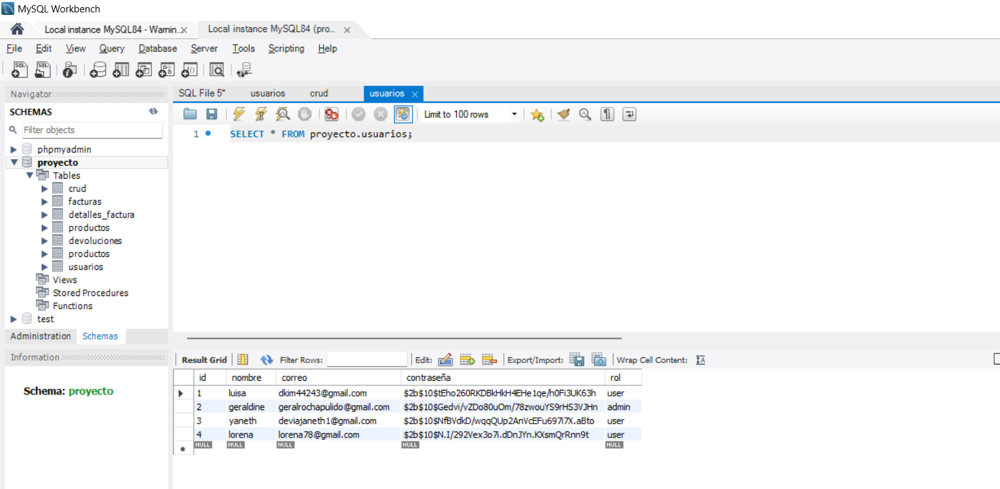 MySQL Workbench
Local instance MySQL84 - Warnin... Local instance MySQL84 (pro...
File Edit View Query Database Server Tools Scripting Help
Navigator
SCHEMAS
Filter objects
phpmyadmin
proyecto
Tables
crud
facturas
detalles_factura
productos
devoluciones
productos
usuarios
Views
Stored Procedures
Functions
test
Administration Schemas
Information
Schema: proyecto
SQL File 5* usuarios crud usuarios
Limit to 100 rows
1 SELECT * FROM proyecto.usuarios;
Result Grid Filter Rows: Edit: Export/Import: Wrap Cell Content:
id nombre correo contraseña rol
1 luisa dkim44243@gmail.com $2b$10$tEho260RKDBkHkH4EHe1qe/h0Fi3UK63h user
2 geraldine geralrochapulido@gmail.com $2b$10$Gedvi/vZDo80uOm/78zwouYS9rHS3VJHn admin
3 yaneth deviajaneth1@gmail.com $2b$10$NfBVdkD/wqqQUp2AnVcEFu697i7X.aBto user
4 lorena lorena78@gmail.com $2b$10$N.I/292Vex3o7i.dDnJYn.KXsmQrRnn9t user
NULL NULL NULL NULL NULL